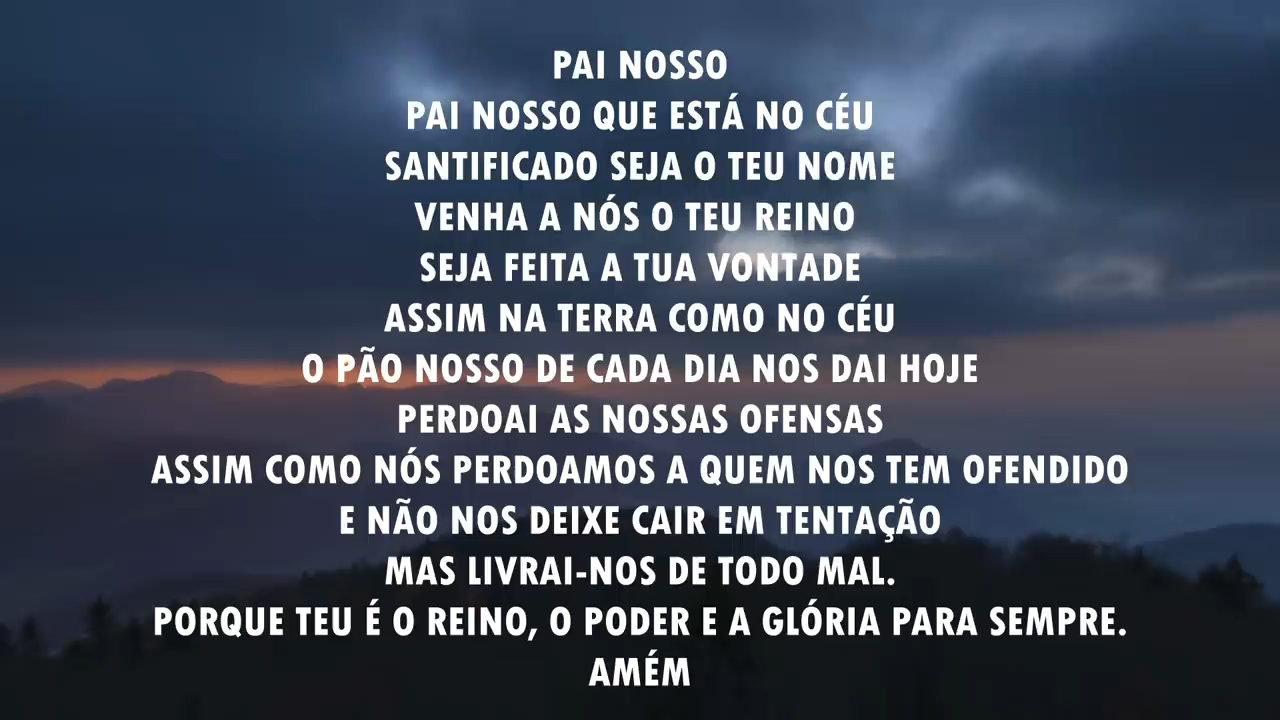 PAI NOSSO
PAI NOSSO QUE ESTÁ NO CÉU
SANTIFICADO SEJA O TEU NOME
VENHA A NÓS O TEU REINO
SEJA FEITA A TUA VONTADE
ASSIM NA TERRA COMO NO CÉU
O PÃO NOSSO DE CADA DIA NOS DAI HOJE
PERDOAI AS NOSSAS OFENSAS
ASSIM COMO NÓS PERDOAMOS A QUEM NOS TEM OFENDIDO
E NÃO NOS DEIXE CAIR EM TENTAÇÃO
MAS LIVRAI-NOS DE TODO MAL.
PORQUE TEU É O REINO, O PODER E A GLÓRIA PARA SEMPRE.
AMÉM